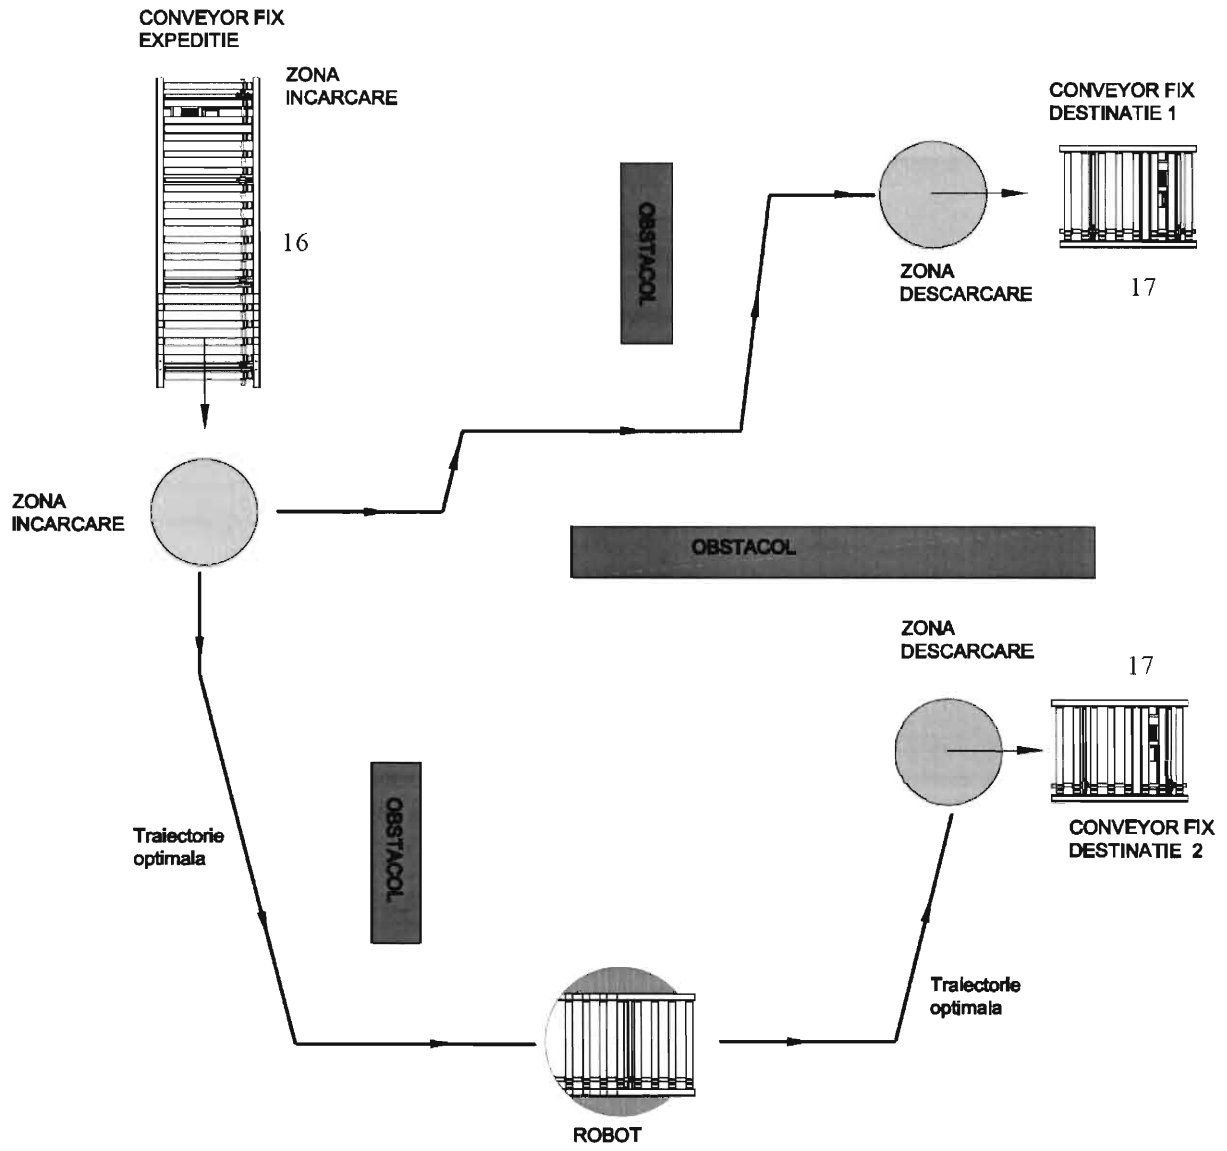 CONVEYOR FIX
EXPEDITIE
ZONA
INCARCARE
16
OBSTACOL
CONVEYOR FIX
DESTINATIE 1
ZONA
DESCARCARE
17
ZONA
INCARCARE
OBSTACOL
ZONA
DESCARCARE
17
CONVEYOR FIX
DESTINATIE 2
Traiectorie
optimala
OBSTACOL
Traiectorie
optimala
ROBOT